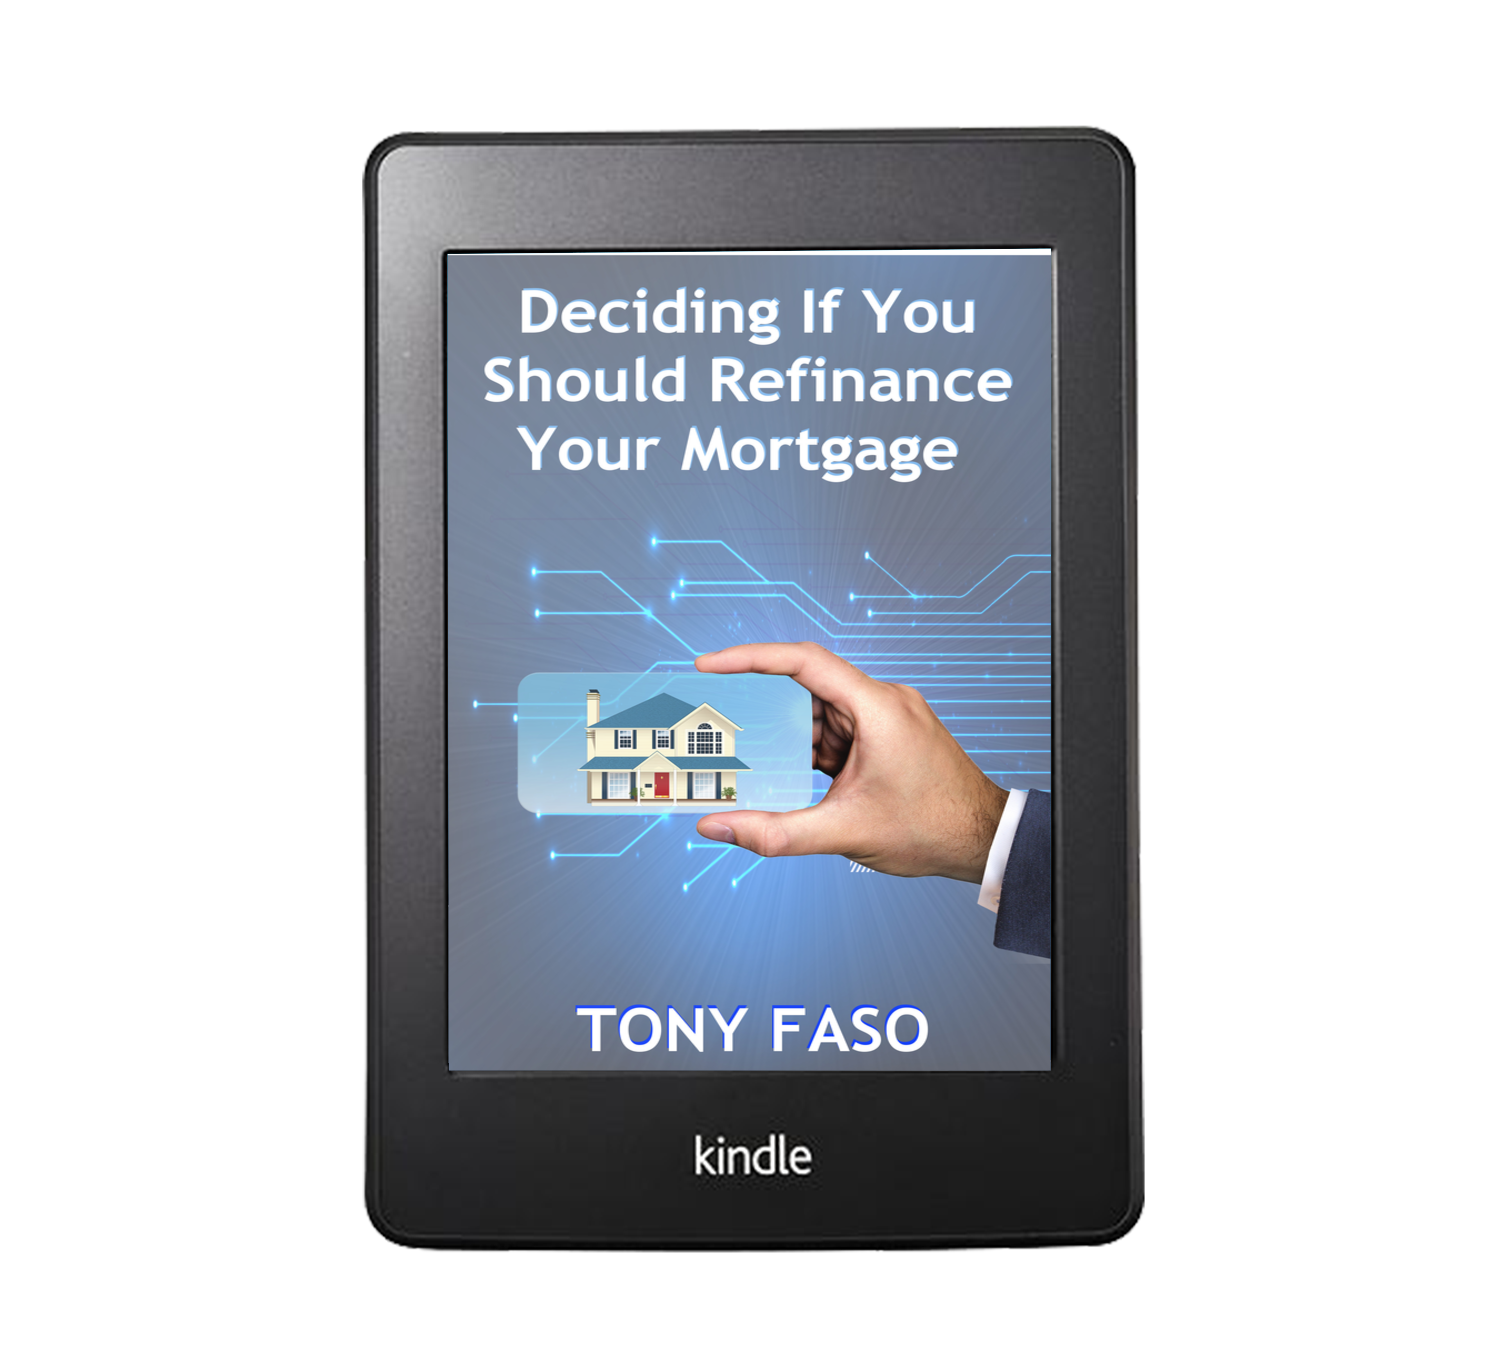 Deciding If You
Should Refinance
Your Mortgage
TONY FASO
kindle